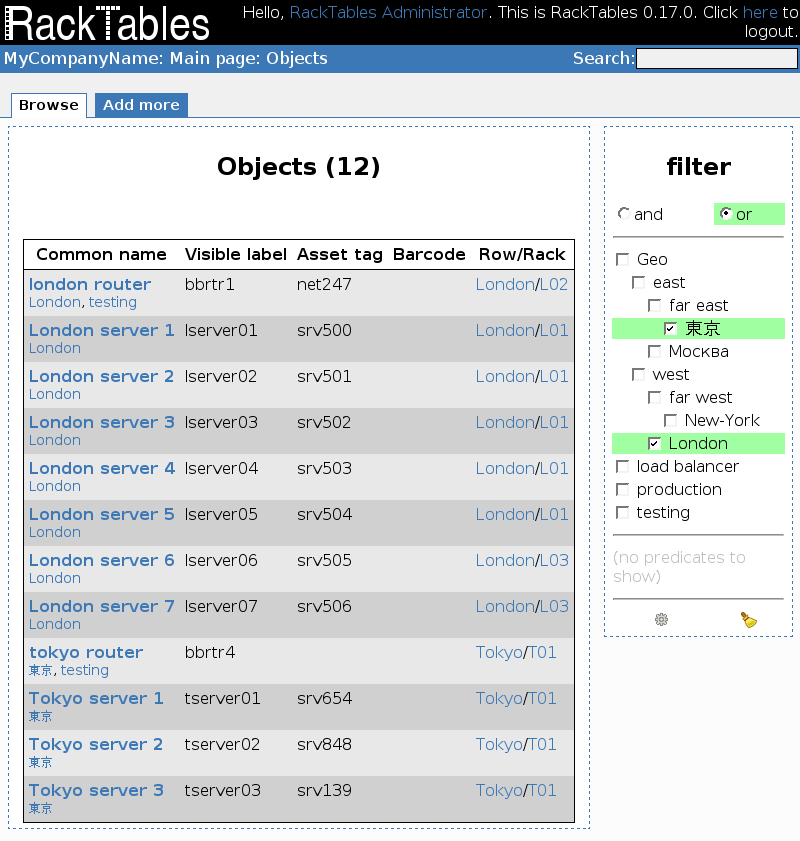 RackTables
Hello, RackTables Administrator. This is RackTables 0.17.0. Click here to
logout.
MyCompanyName: Main page: Objects
Search:
Browse
Add more
Objects (12)
Common name Visible label Asset tag Barcode Row/Rack
london router bbrtr1 net247 London/L02
London, testing
London server 1 lserver01 srv500 London/L01
London
London server 2 lserver02 srv501 London/L01
London
London server 3 lserver03 srv502 London/L01
London
London server 4 lserver04 srv503 London/L01
London
London server 5 lserver05 srv504 London/L01
London
London server 6 lserver06 srv505 London/L03
London
London server 7 lserver07 srv506 London/L03
London
tokyo router bbrtr4 Tokyo/T01
東京, testing
Tokyo server 1 tserver01 srv654 Tokyo/T01
東京
Tokyo server 2 tserver02 srv848 Tokyo/T01
東京
Tokyo server 3 tserver03 srv139 Tokyo/T01
東京
filter
and or
Geo
east
far east
東京
Москва
west
far west
New-York
London
load balancer
production
testing
(no predicates to
show)